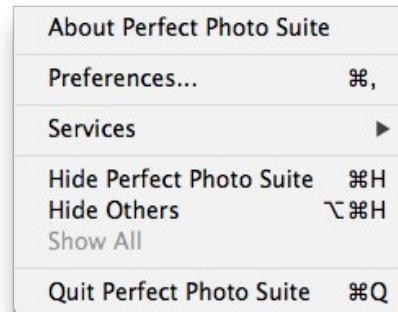 About Perfect Photo Suite
Preferences... ⌘,
Services ▶
Hide Perfect Photo Suite ⌘H
Hide Others ⌥⌘H
Show All
Quit Perfect Photo Suite ⌘Q